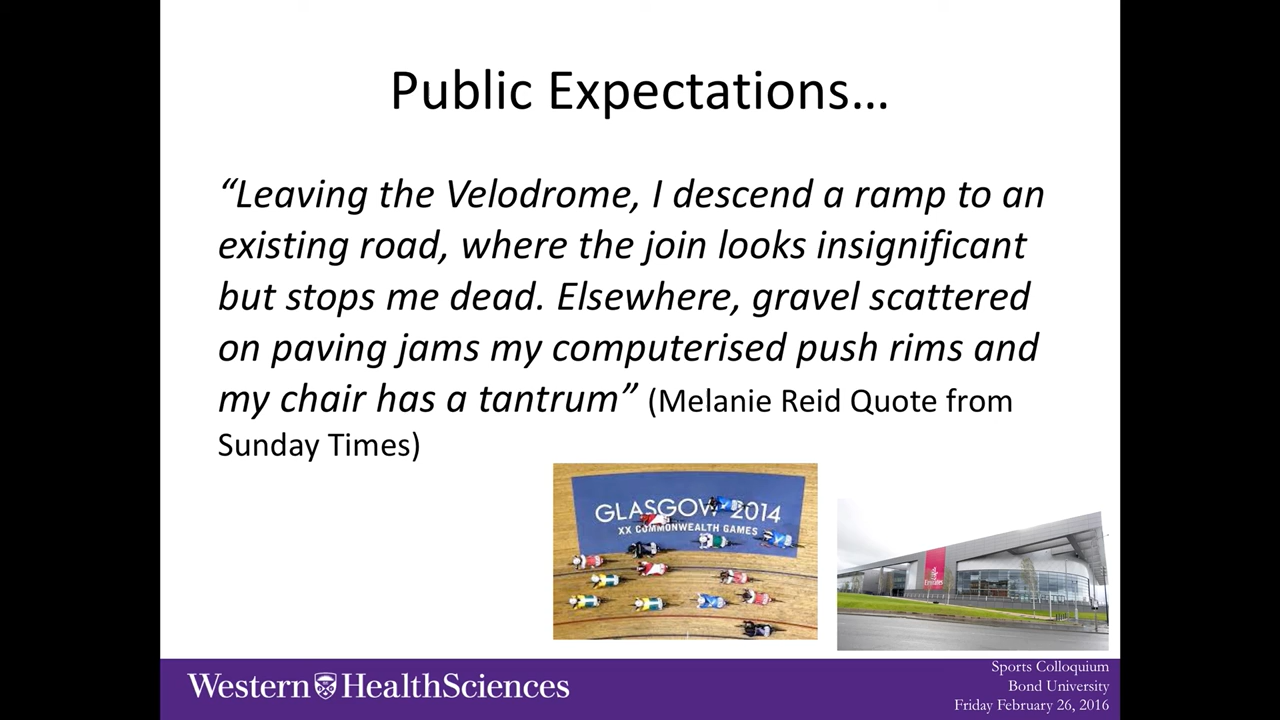 Public Expectations…
“Leaving the Velodrome, I descend a ramp to an
existing road, where the join looks insignificant
but stops me dead. Elsewhere, gravel scattered
on paving jams my computerised push rims and
my chair has a tantrum” (Melanie Reid Quote from
Sunday Times)
GLASGOW 2014
XX COMMONWEALTH GAMES
Emirates
Western HealthSciences
Sports Colloquium
Bond University
Friday February 26, 2016